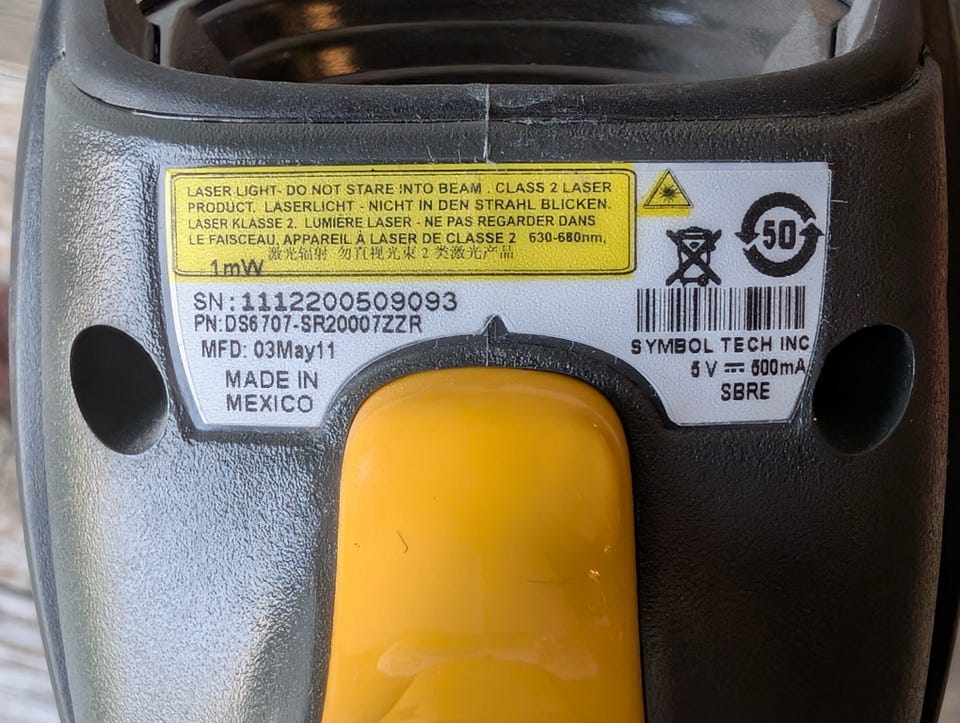 LASER LIGHT- DO NOT STARE INTO BEAM . CLASS 2 LASER
PRODUCT. LASERLICHT - NICHT IN DEN STRAHL BLICKEN.
LASER KLASSE 2. LUMIÈRE LASER - NE PAS REGARDER DANS
LE FAISCEAU, APPAREIL À LASER DE CLASSE 2 630-680nm,
激光辐射 勿直视光束 2 类激光产品
1mW
SN:1112200509093
PN:DS6707-SR20007ZZR
MFD: 03May11
MADE IN
MEXICO
50
SYMBOL TECH INC
5 V ⎓ 500mA
SBRE